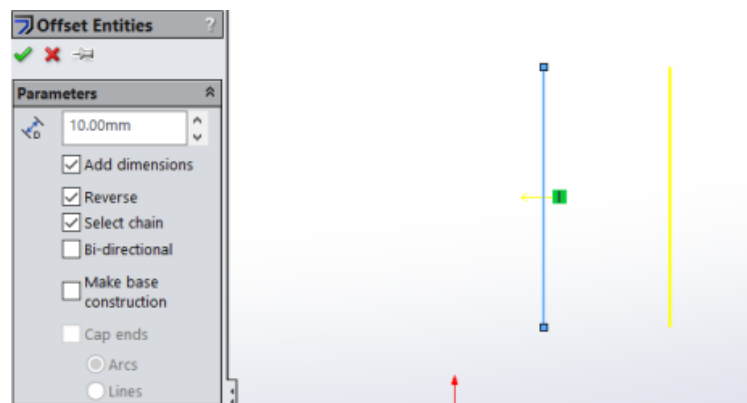 Offset Entities ?
Parameters
10.00mm
Add dimensions
Reverse
Select chain
Bi-directional
Make base
construction
Cap ends
Arcs
Lines